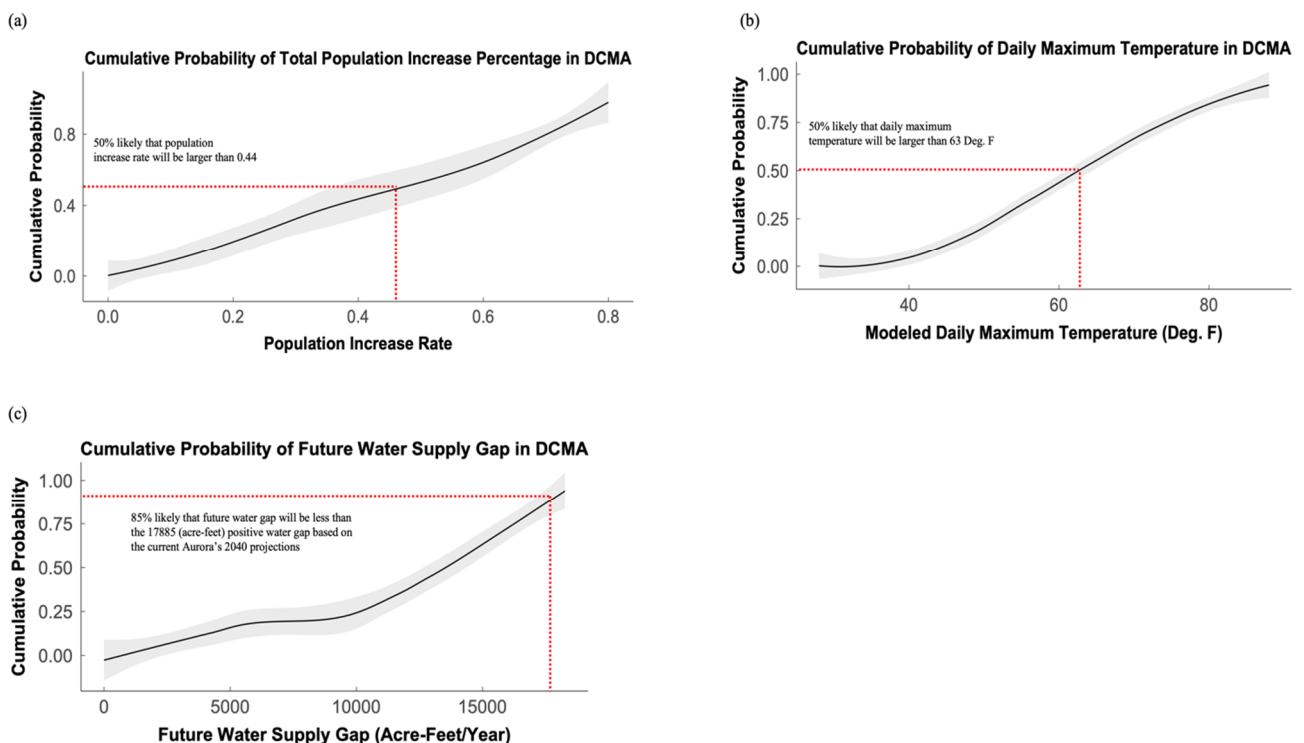 (a)
Cumulative Probability of Total Population Increase Percentage in DCMA
Cumulative Probability
0.8
0.4
0.0
50% likely that population
increase rate will be larger than 0.44
0.0 0.2 0.4 0.6 0.8
Population Increase Rate
(b)
Cumulative Probability of Daily Maximum Temperature in DCMA
Cumulative Probability
1.00
0.75
0.50
0.25
0.00
50% likely that daily maximum
temperature will be larger than 63 Deg. F
40 60 80
Modeled Daily Maximum Temperature (Deg. F)
(c)
Cumulative Probability of Future Water Supply Gap in DCMA
Cumulative Probability
1.00
0.75
0.50
0.25
0.00
85% likely that future water gap will be less than
the 17885 (acre-feet) positive water gap based on
the current Aurora's 2040 projections
0 5000 10000 15000
Future Water Supply Gap (Acre-Feet/Year)